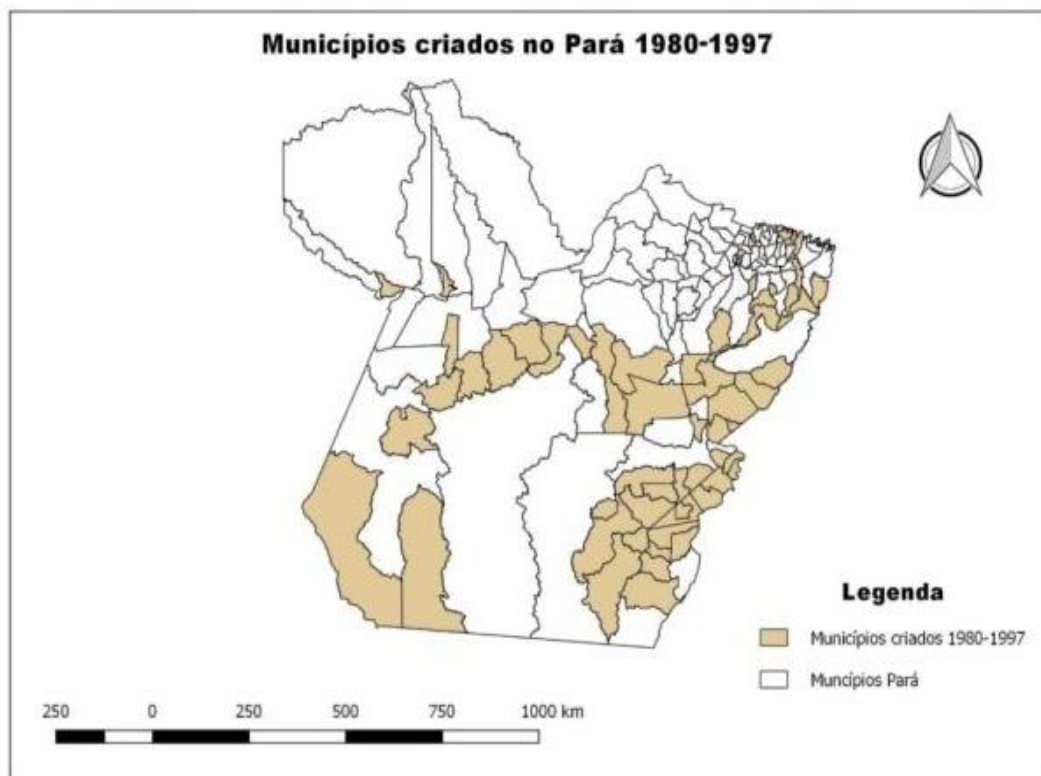 Municípios criados no Pará 1980-1997
Legenda
Municípios criados 1980-1997
Muncípios Pará
250 0 250 500 750 1000 km